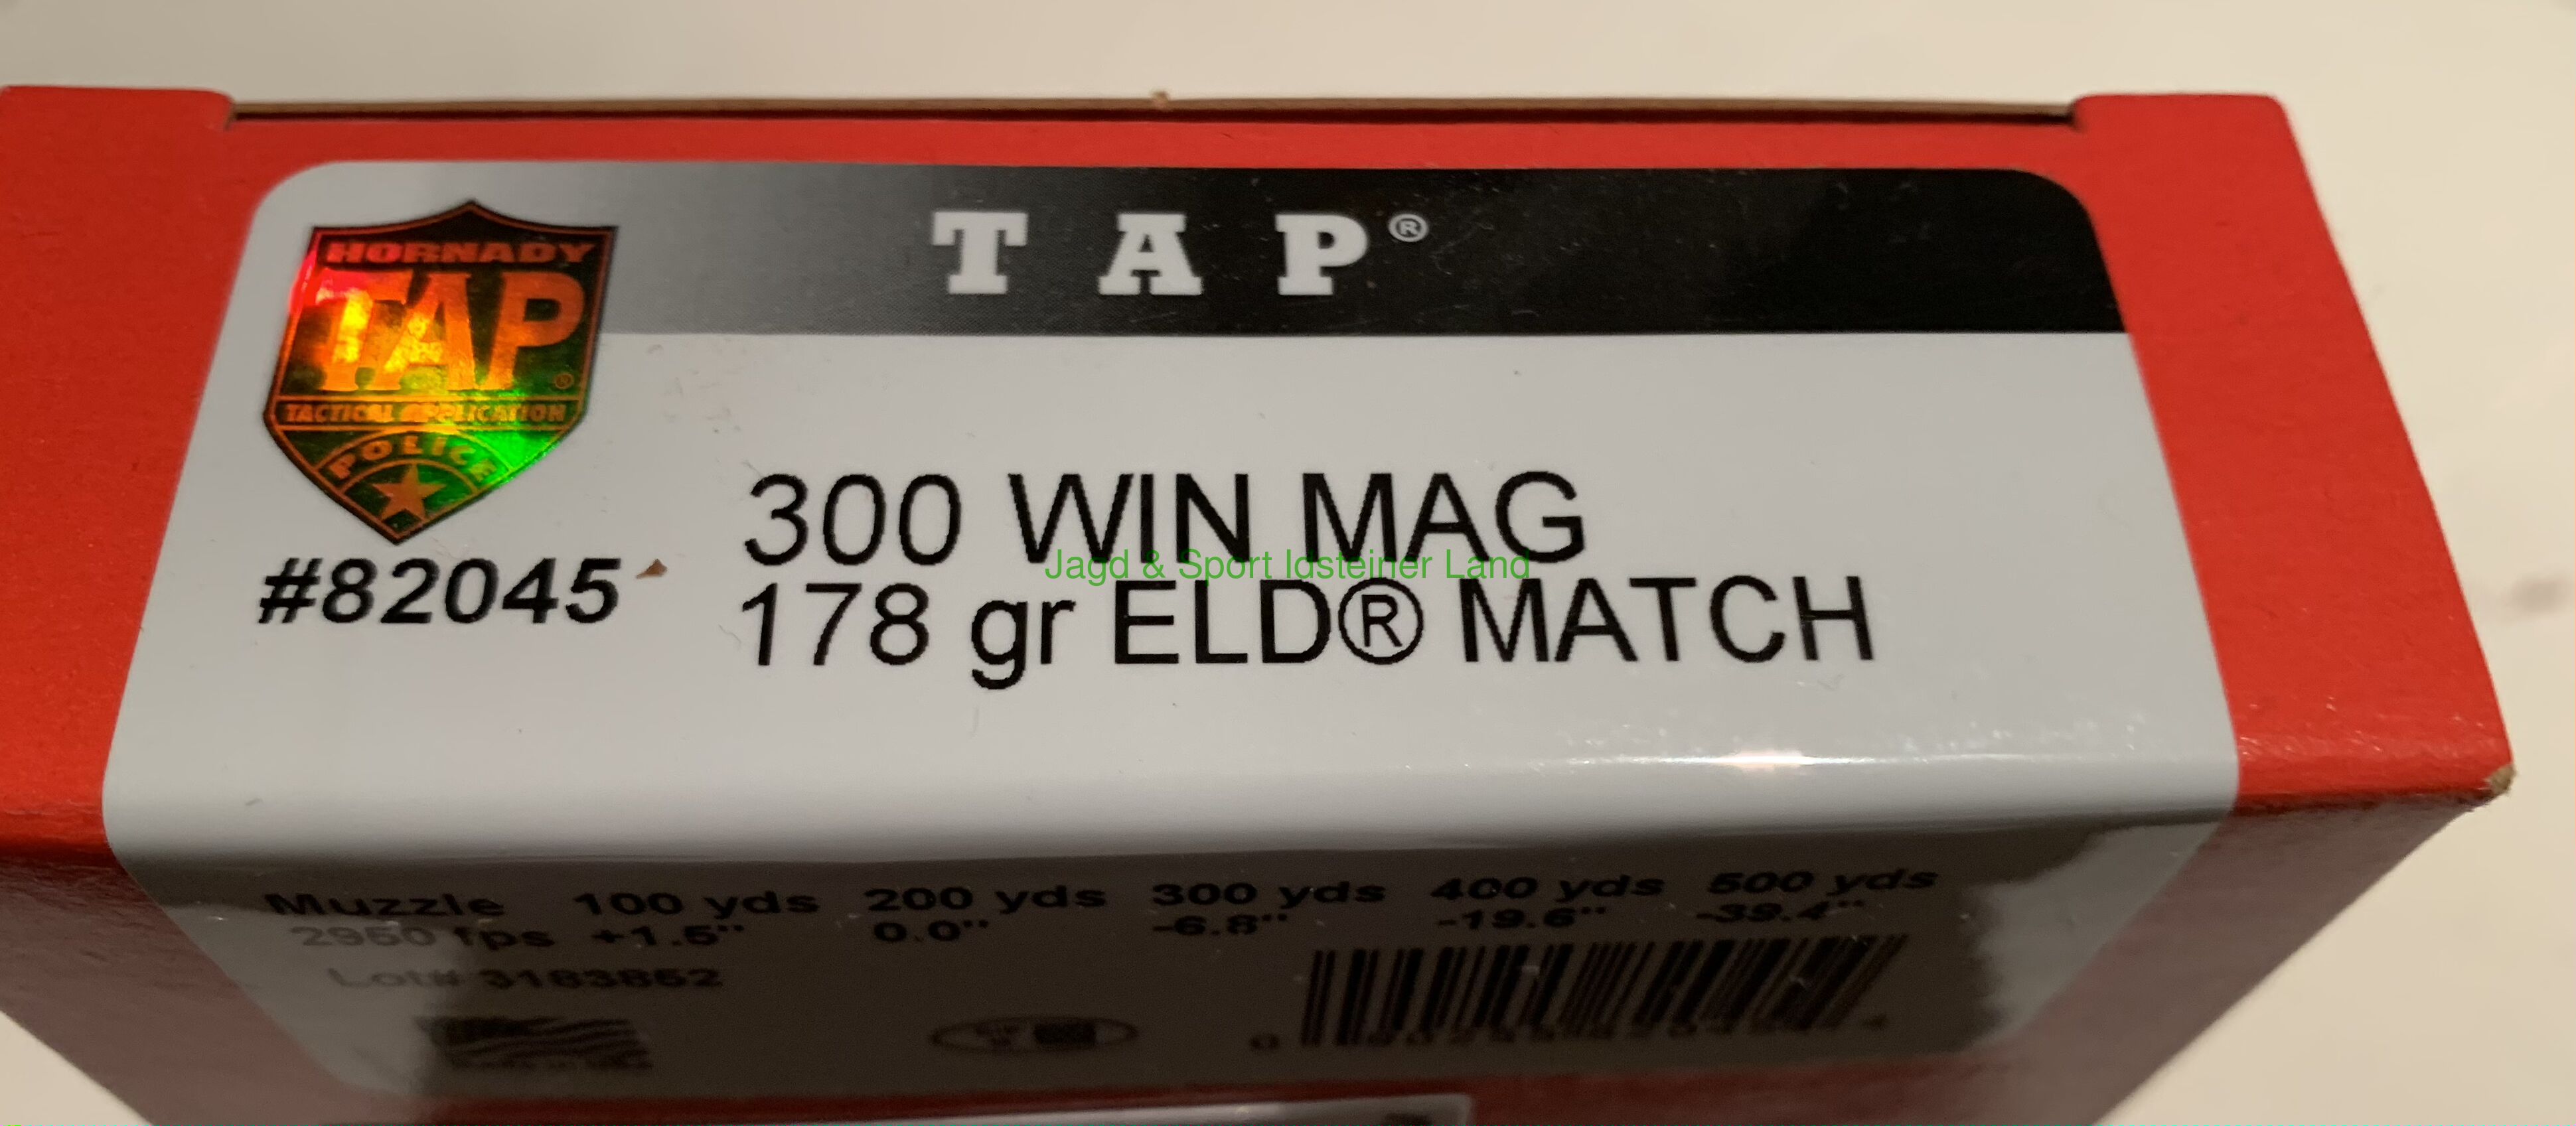 TAP®
HORNADY
TAP®
TACTICAL APPLICATION
POLICE
#82045
300 WIN MAG
Jagd & Sport Idsteiner Land
178 gr ELD® MATCH
Muzzle 100 yds 200 yds 300 yds 400 yds 500 yds
2950 fps +1.5" 0.0" -6.8" -19.6" -39.4"
Lot# 3163652